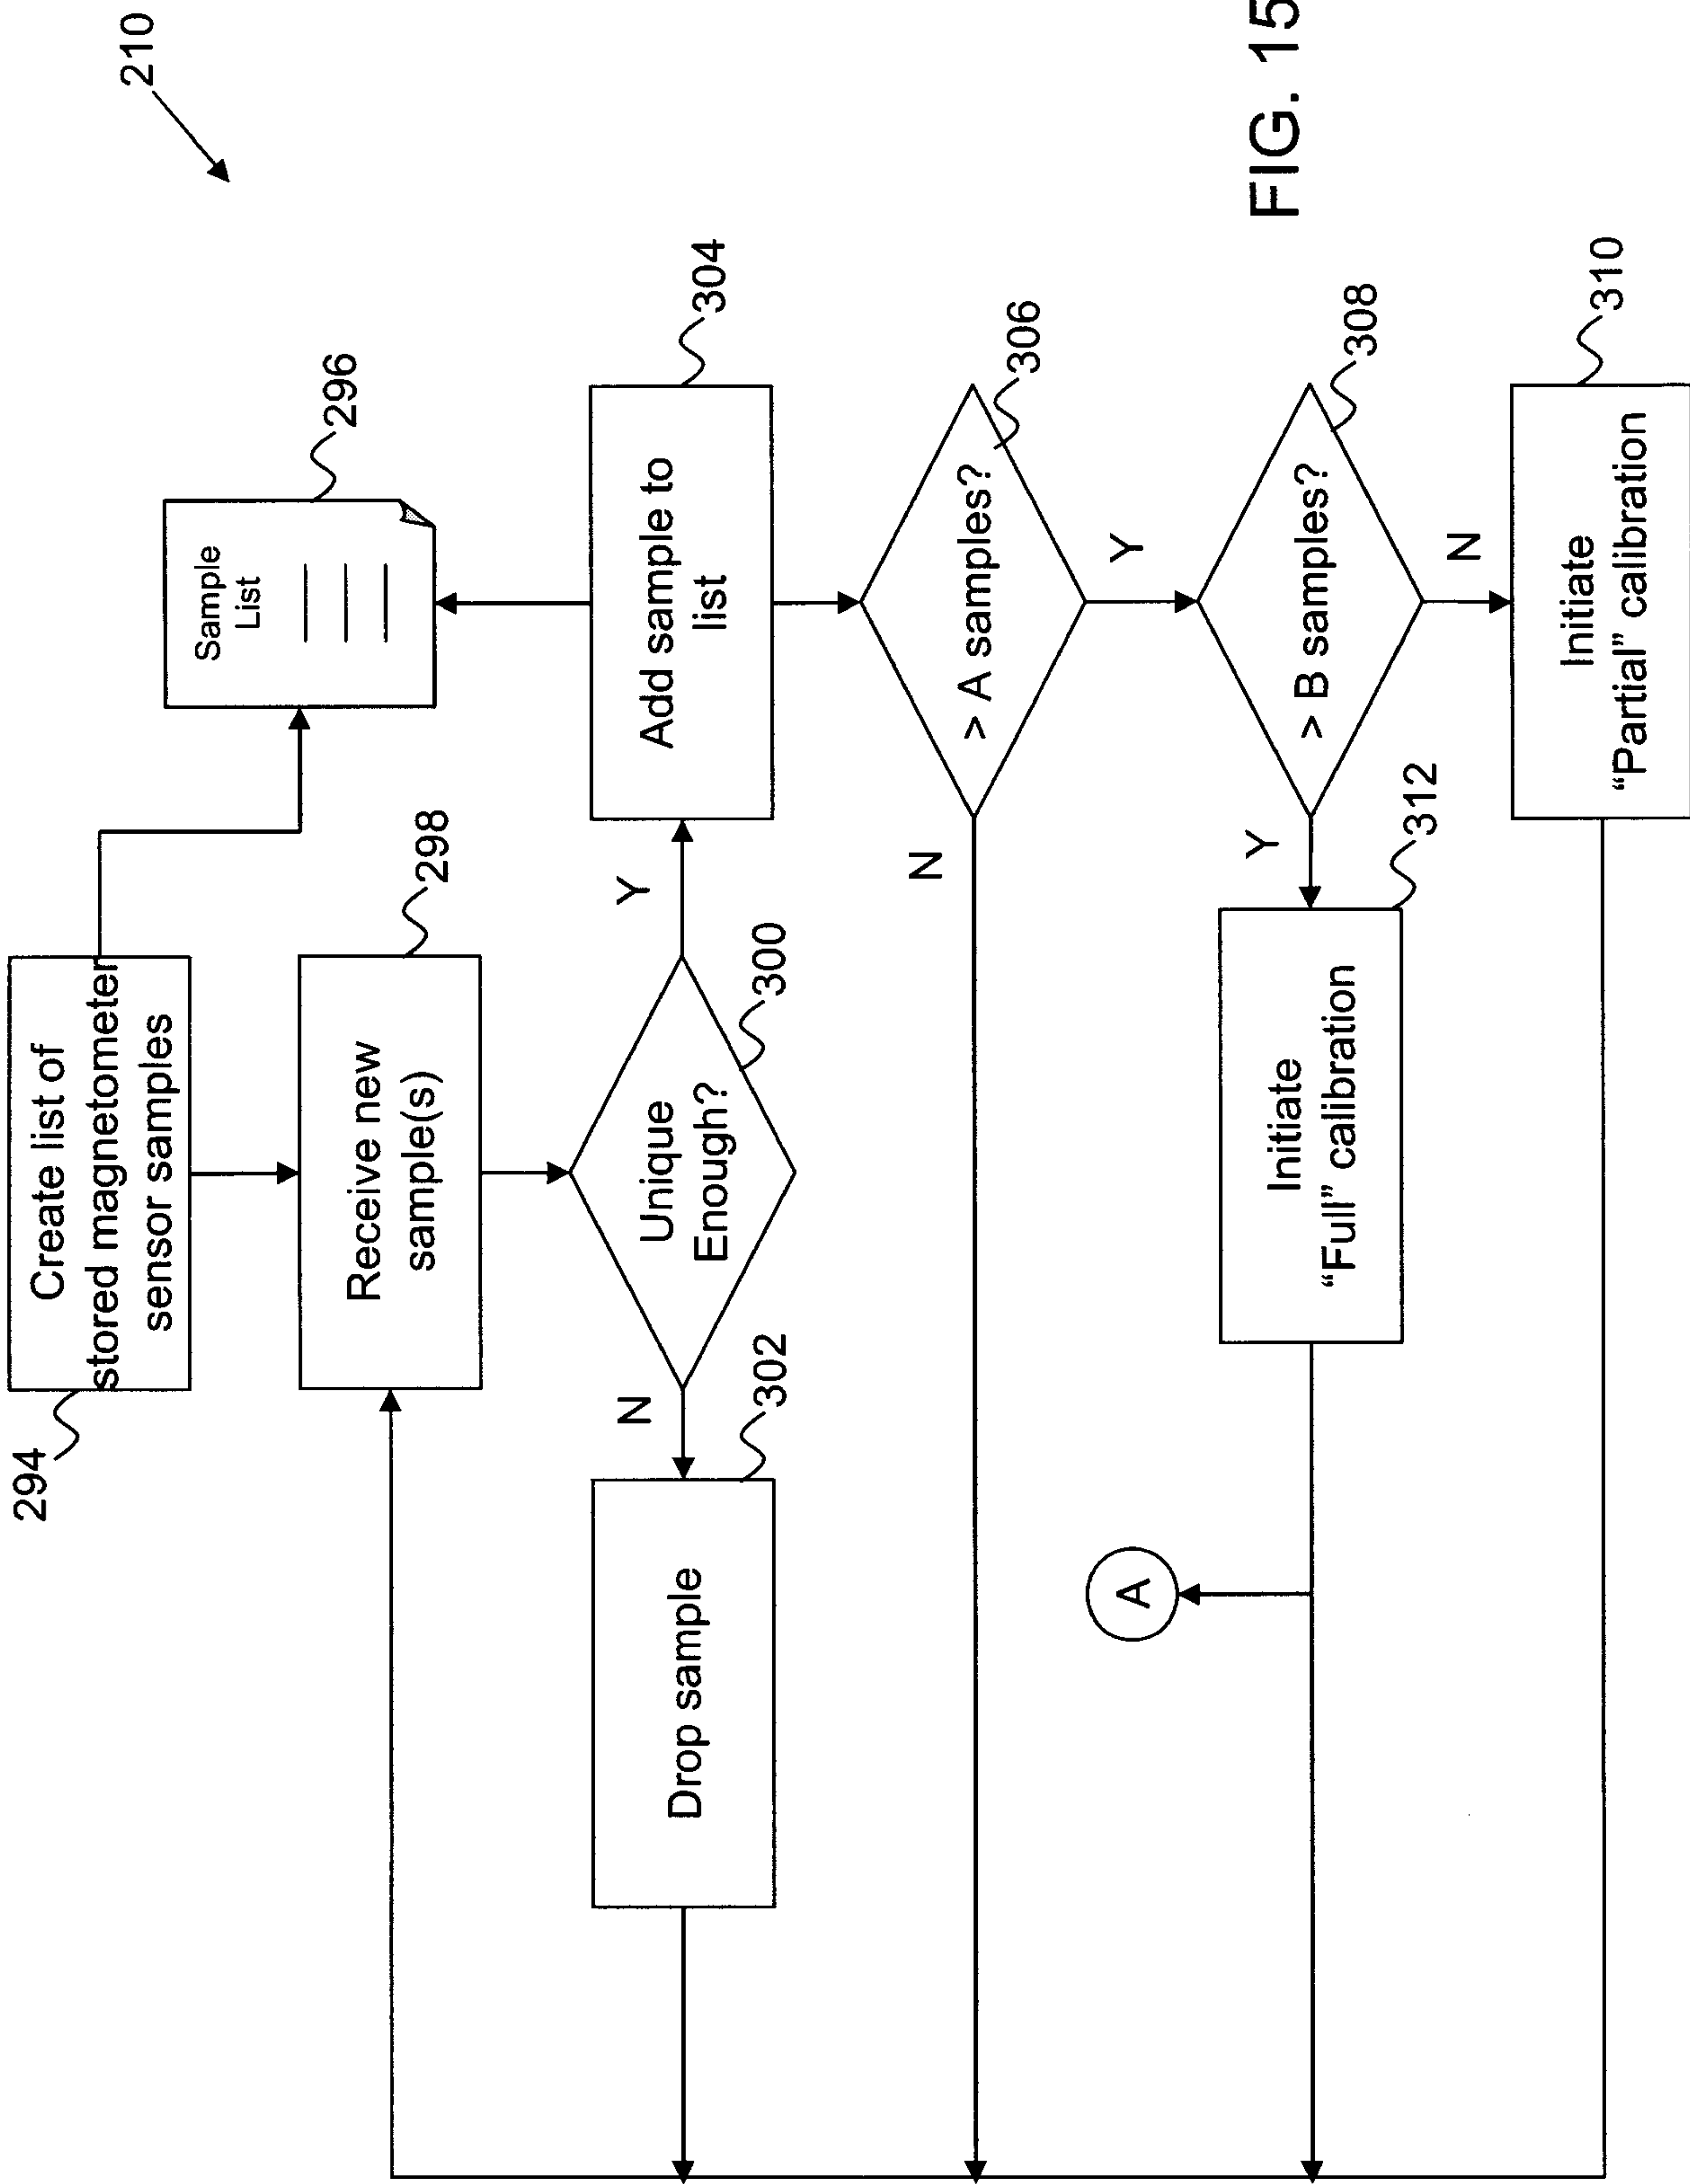 210
294
Create list of
stored magnetometer
sensor samples
296
Sample
List
298
Receive new
sample(s)
300
Unique
Enough?
N
Y
302
Drop sample
304
Add sample to
list
306
> A samples?
N
Y
308
> B samples?
Y
N
312
Initiate
“Full” calibration
A
310
Initiate
“Partial” calibration
FIG. 15